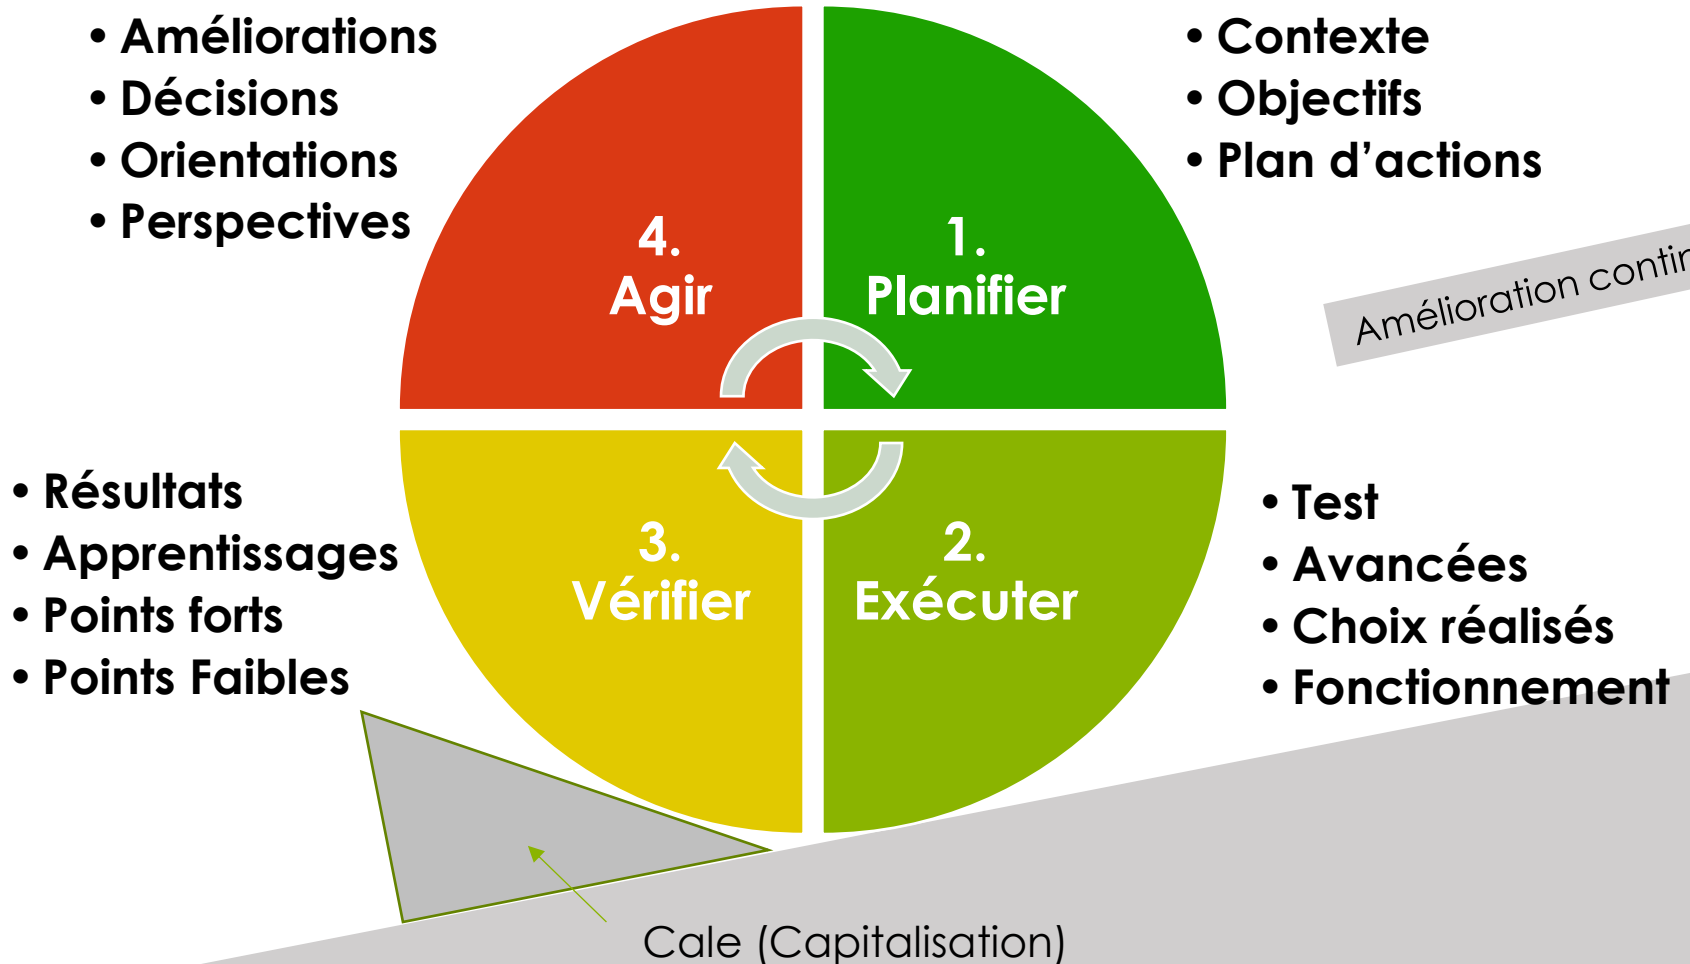 • Améliorations
• Décisions
• Orientations
• Perspectives
• Contexte
• Objectifs
• Plan d’actions
4.
Agir
1.
Planifier
Amélioration
• Résultats
• Apprentissages
• Points forts
• Points Faibles
3.
Vérifier
2.
Exécuter
• Test
• Avancées
• Choix réalisés
• Fonctionnement
Cale (Capitalisation)